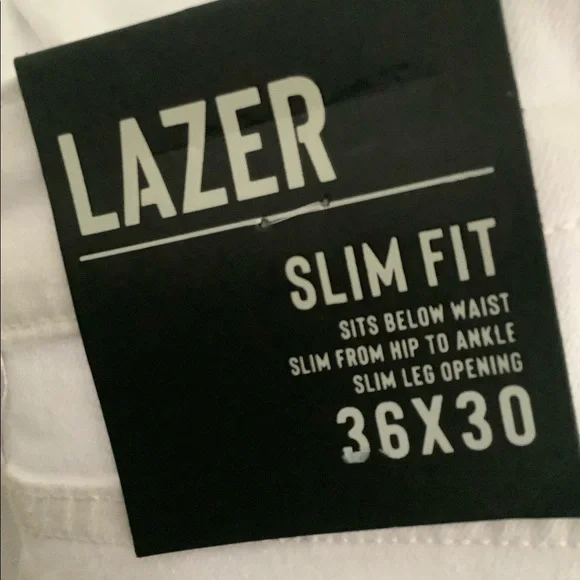 LAZER
SLIM FIT
SITS BELOW WAIST
SLIM FROM HIP TO ANKLE
SLIM LEG OPENING
36X30